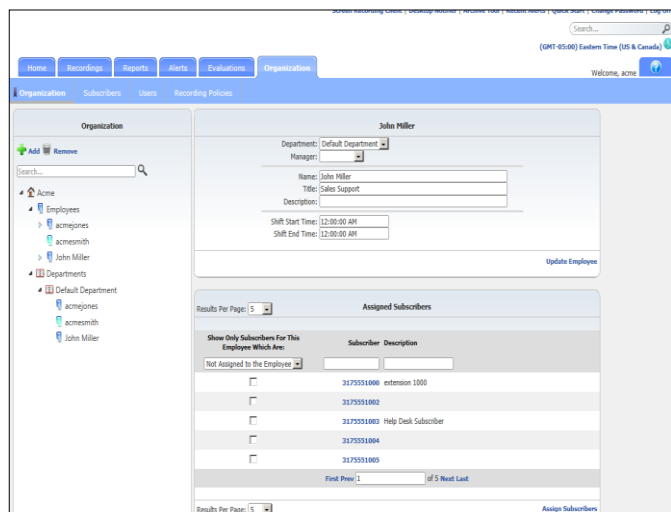 Screen Recording Client | Desktop Notifier | Archive Tool | Recent Alerts | Quick Start | Change Password | Log Off
Search...
(GMT-05:00) Eastern Time (US & Canada)
Home Recordings Reports Alerts Evaluations Organization
Welcome, acme
Organization Subscribers Users Recording Policies
Organization
Add Remove
Search...
Acme
Employees
acmejones
acmesmith
John Miller
Departments
Default Department
acmejones
acmesmith
John Miller
John Miller
Department: Default Department
Manager:
Name: John Miller
Title: Sales Support
Description:
Shift Start Time: 12:00:00 AM
Shift End Time: 12:00:00 AM
Update Employee
Results Per Page: 5 Assigned Subscribers
Show Only Subscribers For This Employee Which Are: Subscriber Description
Not Assigned to the Employee
3175551000 extension 1000
3175551002
3175551003 Help Desk Subscriber
3175551004
3175551005
First Prev 1 of 5 Next Last
Results Per Page: 5 Assign Subscribers